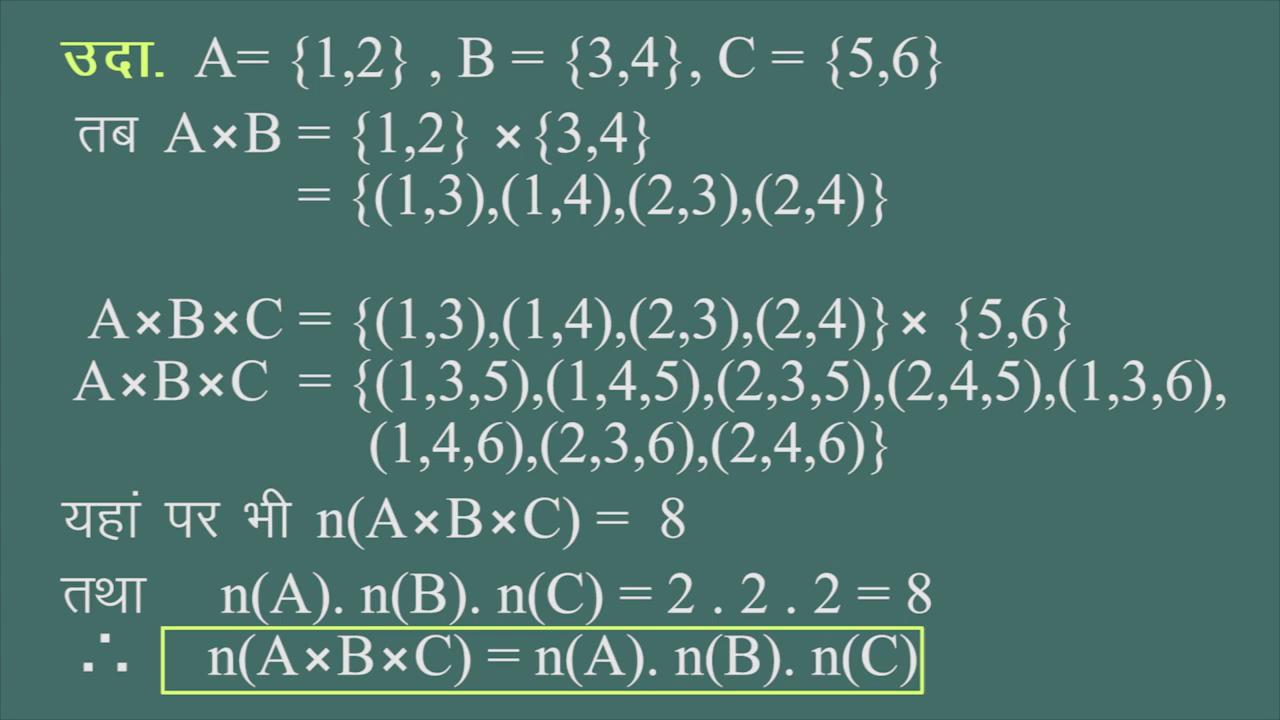 उदा. A= {1,2} , B = {3,4}, C = {5,6}
तब A×B = {1,2} ×{3,4}
= {(1,3),(1,4),(2,3),(2,4)}
A×B×C = {(1,3),(1,4),(2,3),(2,4)}× {5,6}
A×B×C = {(1,3,5),(1,4,5),(2,3,5),(2,4,5),(1,3,6),
(1,4,6),(2,3,6),(2,4,6)}
यहां पर भी n(A×B×C) = 8
तथा n(A). n(B). n(C) = 2 . 2 . 2 = 8
∴ n(A×B×C) = n(A). n(B). n(C)